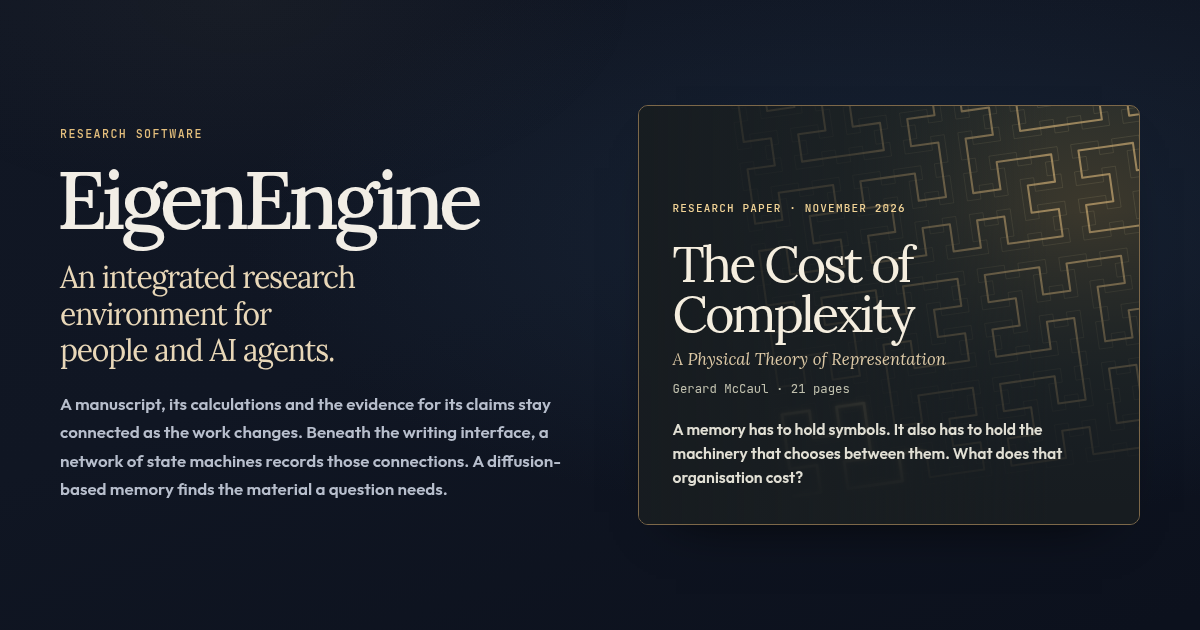 RESEARCH SOFTWARE
EigenEngine
An integrated research
environment for
people and AI agents.
A manuscript, its calculations and the evidence for its claims stay
connected as the work changes. Beneath the writing interface, a
network of state machines records those connections. A diffusion-
based memory finds the material a question needs.
RESEARCH PAPER · NOVEMBER 2026
The Cost of
Complexity
A Physical Theory of Representation
Gerard McCaul · 21 pages
A memory has to hold symbols. It also has to hold the
machinery that chooses between them. What does that
organisation cost?